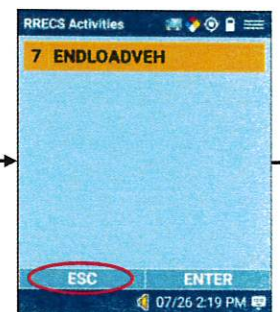 RRECS Activities
7 ENDLOADVEH
ESC ENTER
07/26 2:19 PM